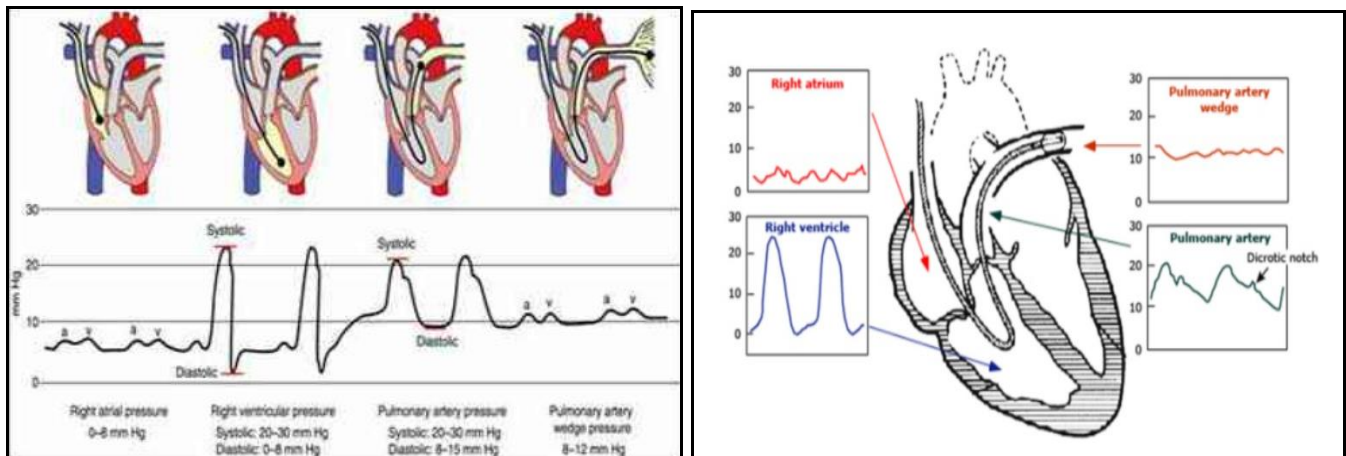 30
20
10
0
mm Hg
Systolic
Diastolic
Systolic
Diastolic
a v a v
a v a v
Right atrial pressure
0–8 mm Hg
Right ventricular pressure
Systolic: 20–30 mm Hg
Diastolic: 0–8 mm Hg
Pulmonary artery pressure
Systolic: 20–30 mm Hg
Diastolic: 8–15 mm Hg
Pulmonary artery
wedge pressure
8–12 mm Hg
Right atrium
30
20
10
0
Right ventricle
30
20
10
0
Pulmonary artery
wedge
30
20
10
0
Pulmonary artery
Dicrotic notch
30
20
10
0